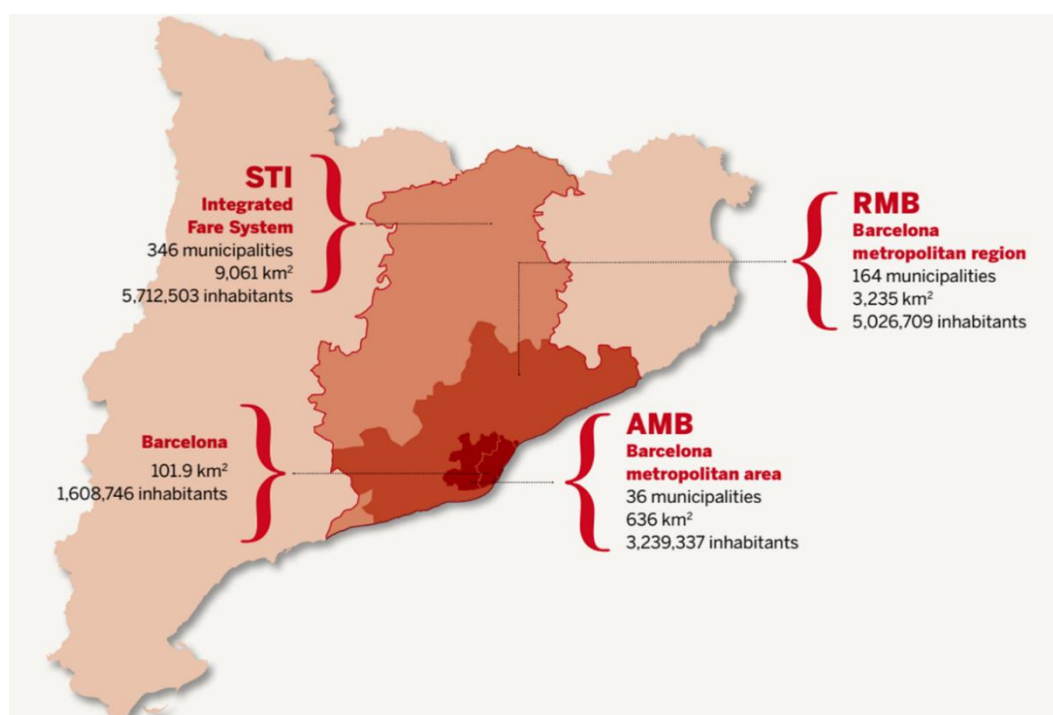 STI
Integrated
Fare System
346 municipalities
9,061 km²
5,712,503 inhabitants
RMB
Barcelona
metropolitan region
164 municipalities
3,235 km²
5,026,709 inhabitants
Barcelona
101.9 km²
1,608,746 inhabitants
AMB
Barcelona
metropolitan area
36 municipalities
636 km²
3,239,337 inhabitants